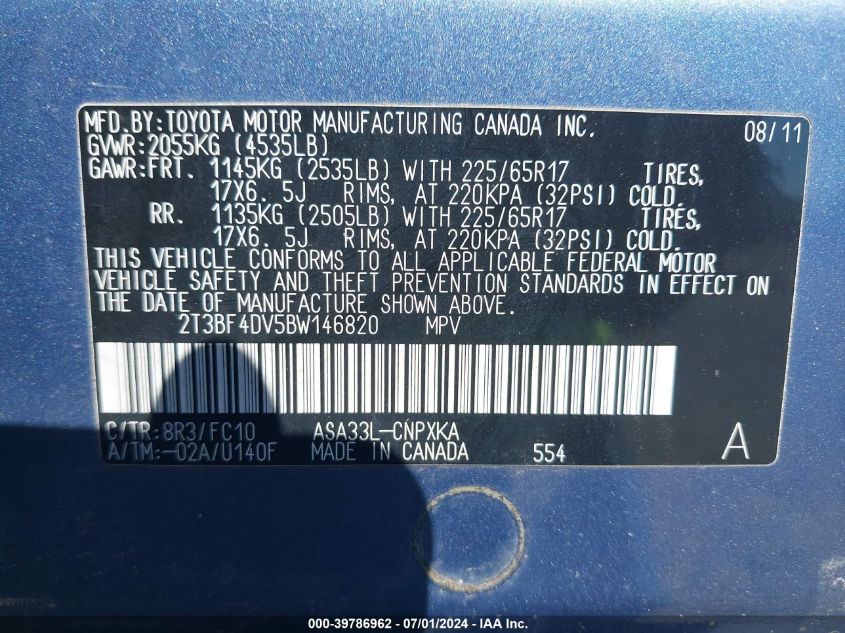 MFD.BY:TOYOTA MOTOR MANUFACTURING CANADA INC. 08/11
GVWR:2055KG (4535LB)
GAWR:FRT. 1145KG (2535LB) WITH 225/65R17 TIRES,
17X6. 5J RIMS, AT 220KPA (32PSI) COLD.
RR. 1135KG (2505LB) WITH 225/65R17 TIRES,
17X6. 5J RIMS, AT 220KPA (32PSI) COLD.
THIS VEHICLE CONFORMS TO ALL APPLICABLE FEDERAL MOTOR
VEHICLE SAFETY AND THEFT PREVENTION STANDARDS IN EFFECT ON
THE DATE OF MANUFACTURE SHOWN ABOVE.
2T3BF4DV5BW146820 MPV
C/TR:8R3/FC10 ASA33L-CNPXKA A
A/TM:-02A/U140F MADE IN CANADA 554
000-39786962 - 07/01/2024 - IAA Inc.